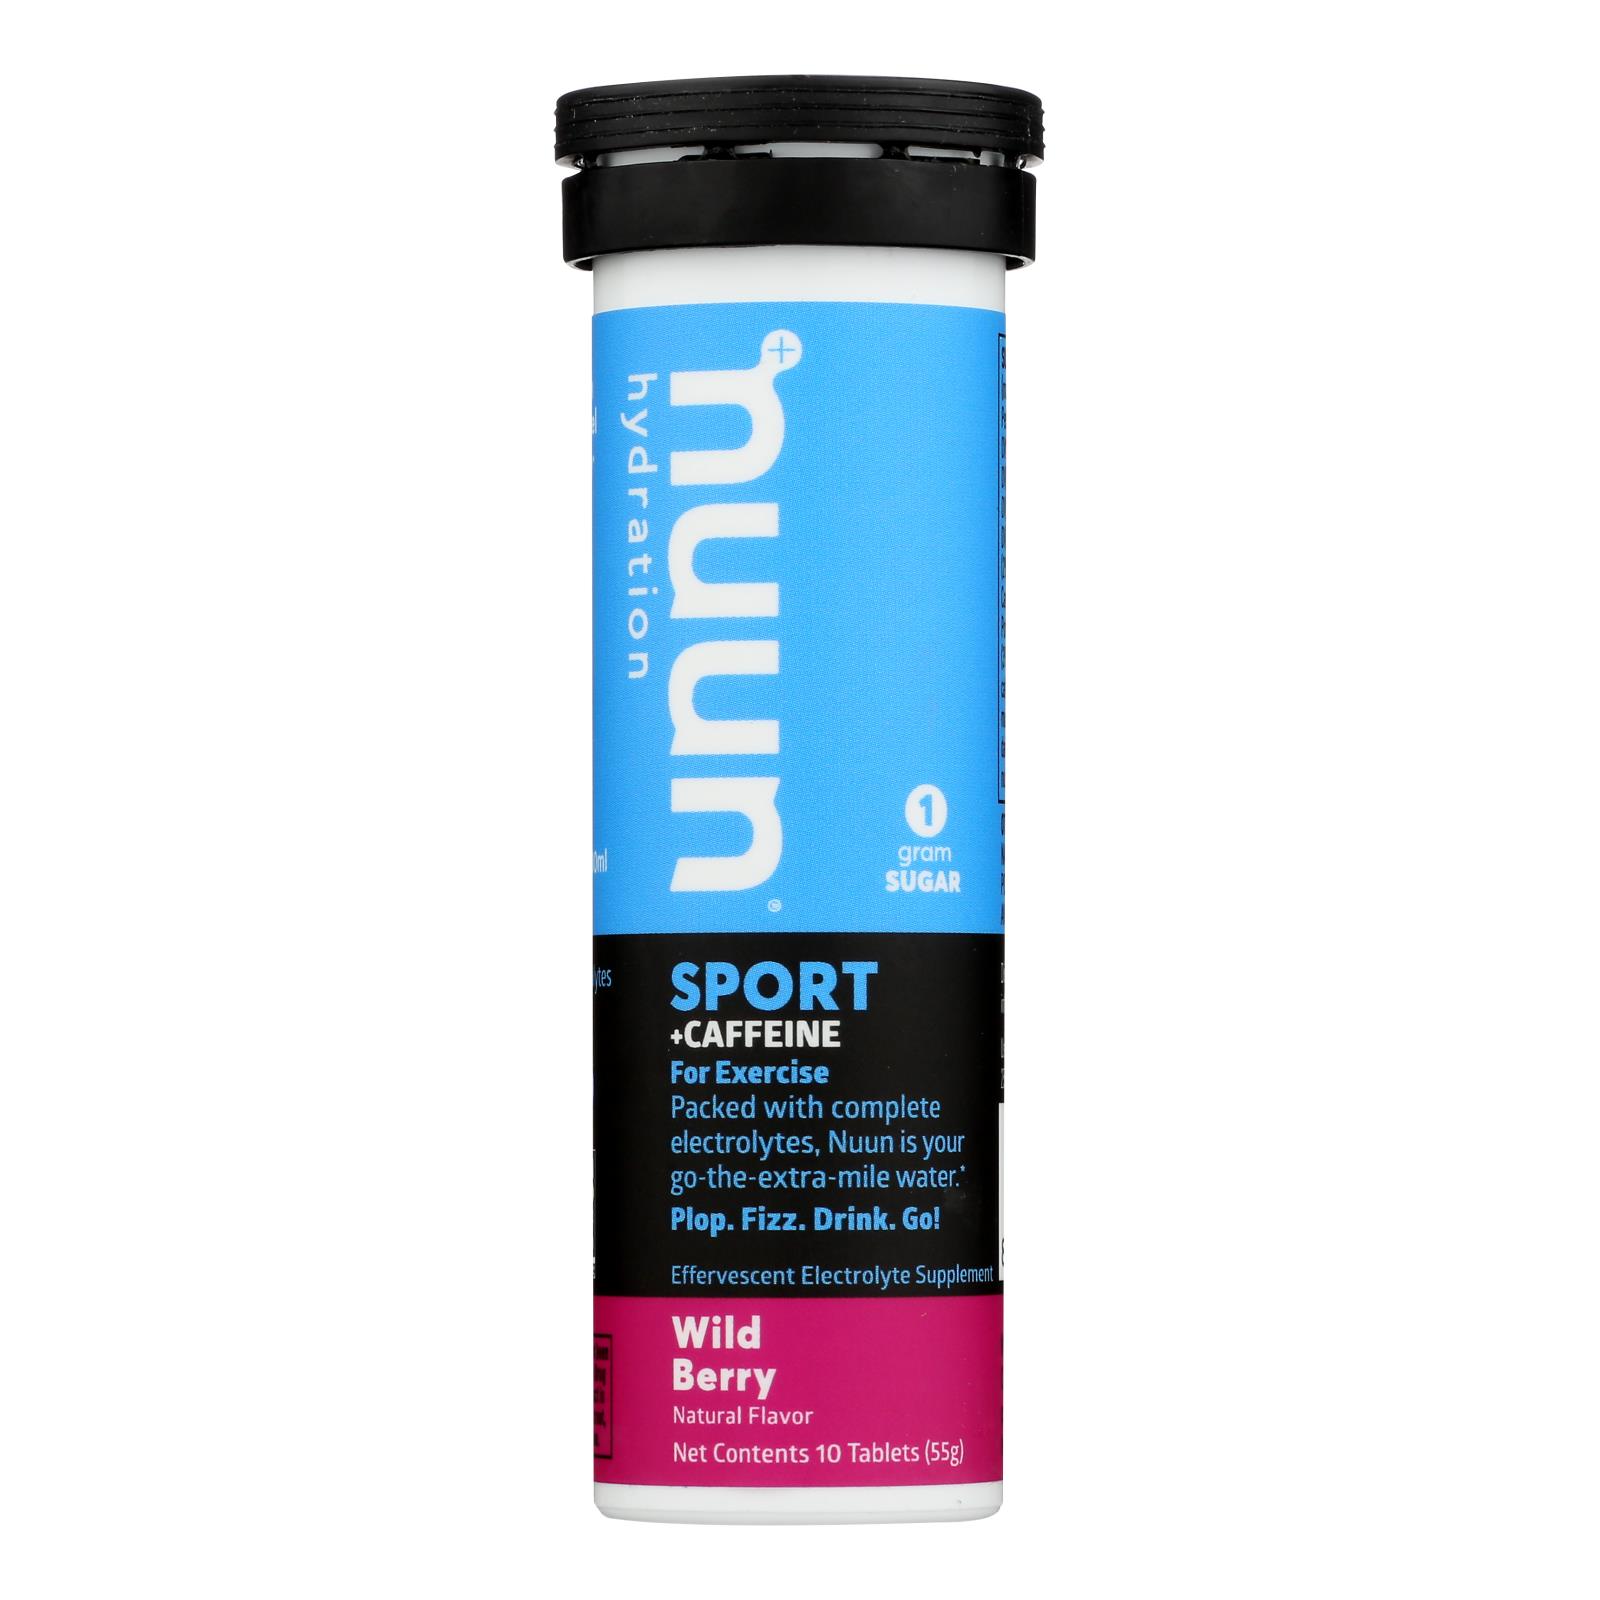 nuun
hydration
1
gram
SUGAR
SPORT
+CAFFEINE
For Exercise
Packed with complete
electrolytes, Nuun is your
go-the-extra-mile water.*
Plop. Fizz. Drink. Go!
Effervescent Electrolyte Supplement
Wild
Berry
Natural Flavor
Net Contents 10 Tablets (55g)